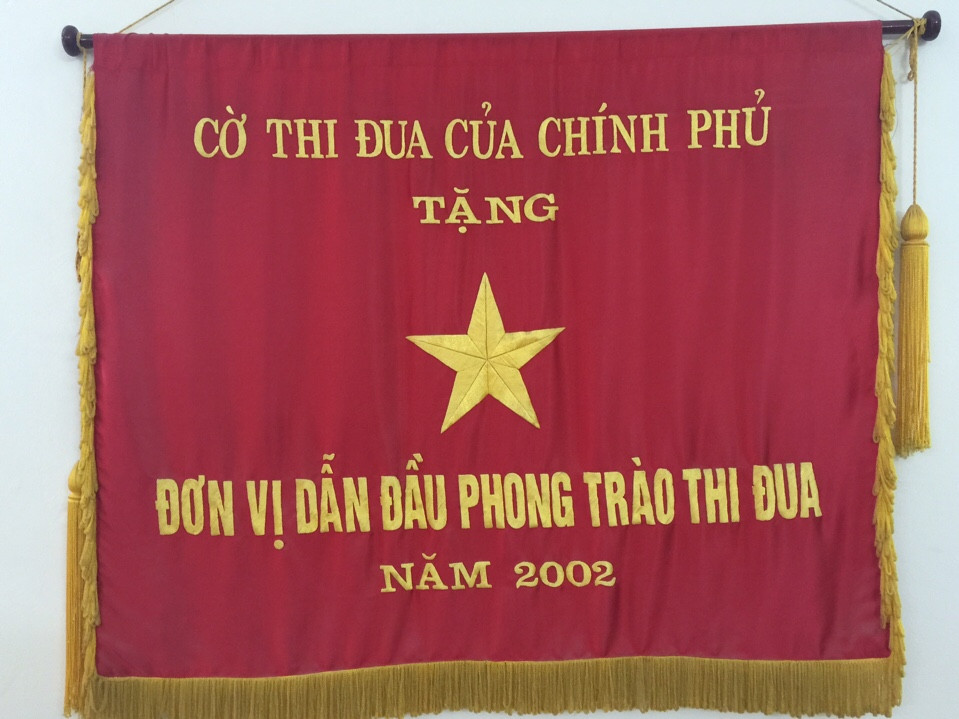 CỜ THI ĐUA CỦA CHÍNH PHỦ
TẶNG
ĐƠN VỊ DẪN ĐẦU PHONG TRÀO THI ĐUA
NĂM 2002